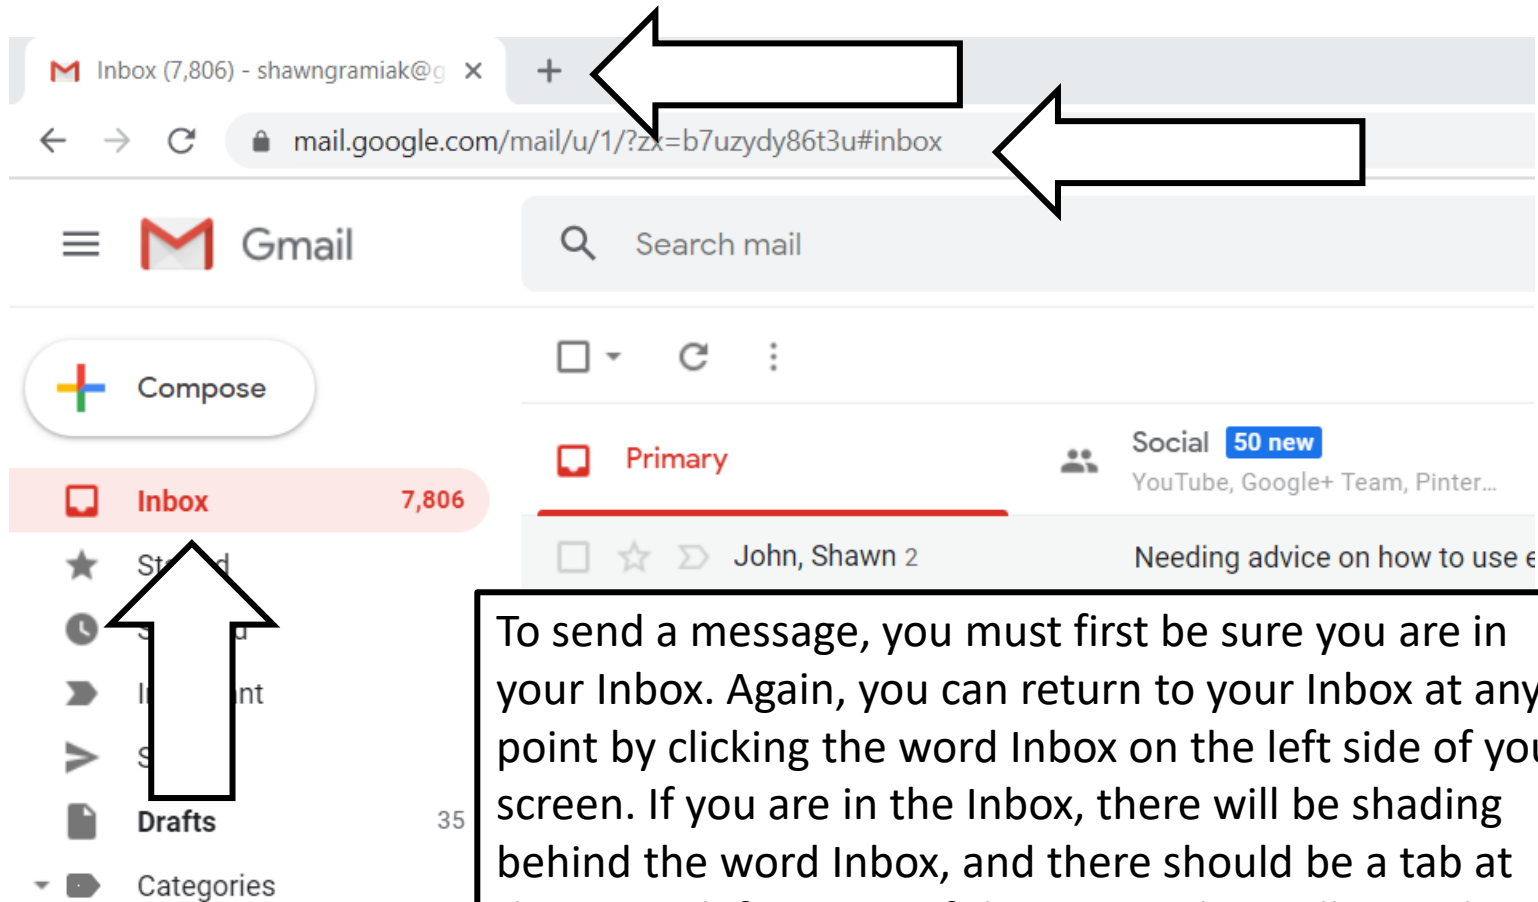 Inbox (7,806) - shawngramiak@g
mail.google.com/mail/u/1/?zx=b7uzydy86t3u#inbox
Gmail
Search mail
Compose
Primary
Social 50 new
YouTube, Google+ Team, Pinter...
Inbox 7,806
John, Shawn 2 Needing advice on how to use e
Drafts 35
Categories
To send a message, you must first be sure you are in
your Inbox. Again, you can return to your Inbox at any
point by clicking the word Inbox on the left side of you
screen. If you are in the Inbox, there will be shading
behind the word Inbox, and there should be a tab at